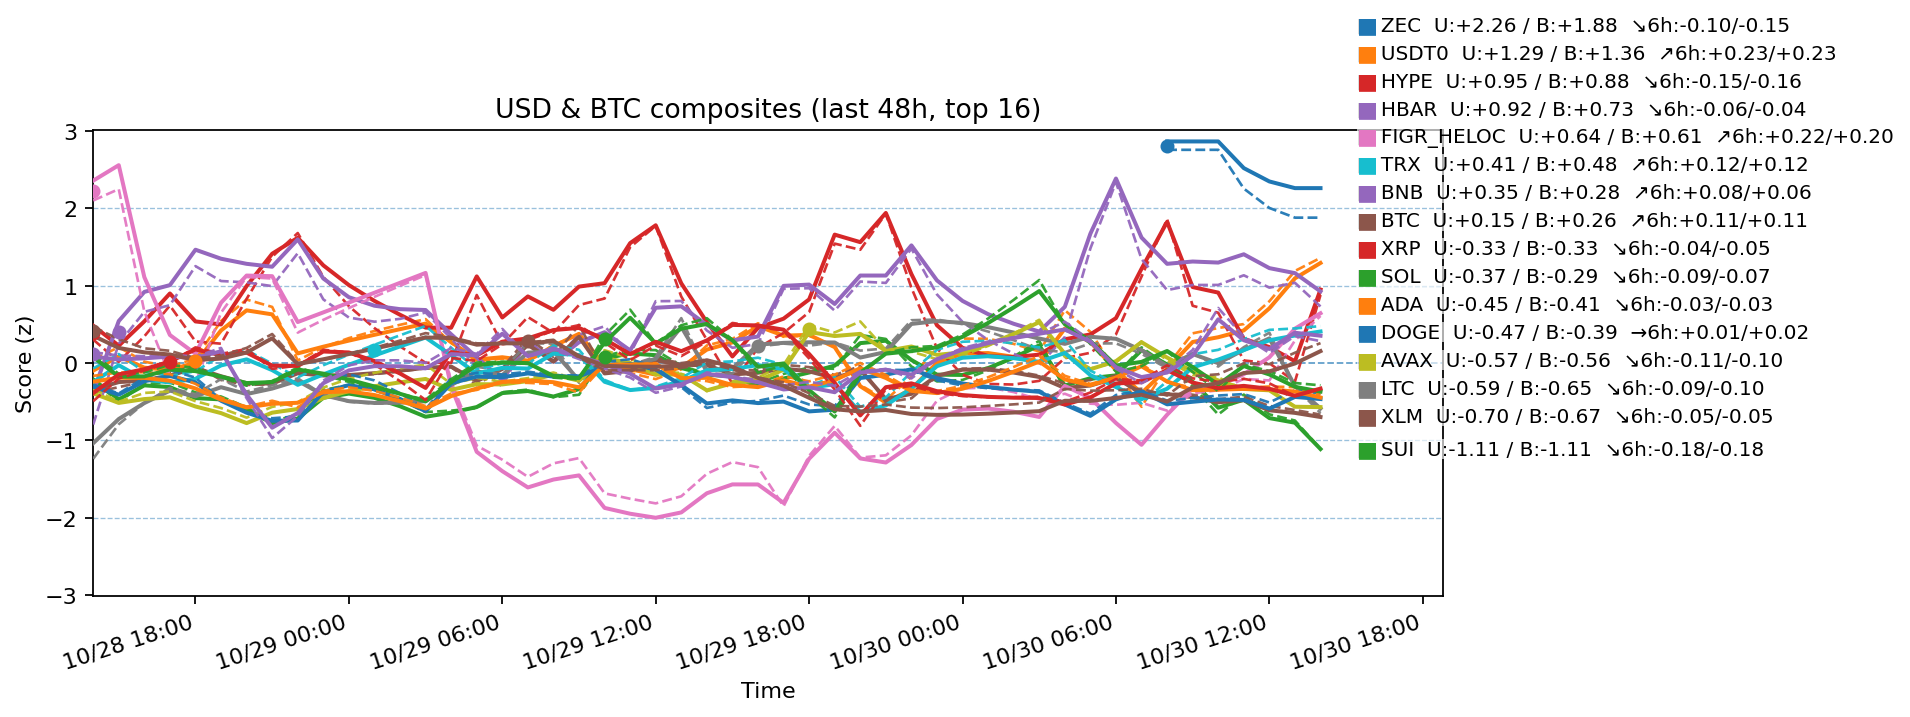 ZEC  U:+2.26 / B:+1.88  ↘6h:-0.10/-0.15
USDT0  U:+1.29 / B:+1.36  ↗6h:+0.23/+0.23
HYPE  U:+0.95 / B:+0.88  ↘6h:-0.15/-0.16
HBAR  U:+0.92 / B:+0.73  ↘6h:-0.06/-0.04
FIGR_HELOC  U:+0.64 / B:+0.61  ↗6h:+0.22/+0.20
TRX  U:+0.41 / B:+0.48  ↗6h:+0.12/+0.12
BNB  U:+0.35 / B:+0.28  ↗6h:+0.08/+0.06
BTC  U:+0.15 / B:+0.26  ↗6h:+0.11/+0.11
XRP  U:-0.33 / B:-0.33  ↘6h:-0.04/-0.05
SOL  U:-0.37 / B:-0.29  ↘6h:-0.09/-0.07
ADA  U:-0.45 / B:-0.41  ↘6h:-0.03/-0.03
DOGE  U:-0.47 / B:-0.39  →6h:+0.01/+0.02
AVAX  U:-0.57 / B:-0.56  ↘6h:-0.11/-0.10
LTC  U:-0.59 / B:-0.65  ↘6h:-0.09/-0.10
XLM  U:-0.70 / B:-0.67  ↘6h:-0.05/-0.05
SUI  U:-1.11 / B:-1.11  ↘6h:-0.18/-0.18
USD & BTC composites (last 48h, top 16)
3
2
1
0
−1
−2
−3
Score (z)
10/28 18:00
10/29 00:00
10/29 06:00
10/29 12:00
10/29 18:00
10/30 00:00
10/30 06:00
10/30 12:00
10/30 18:00
Time